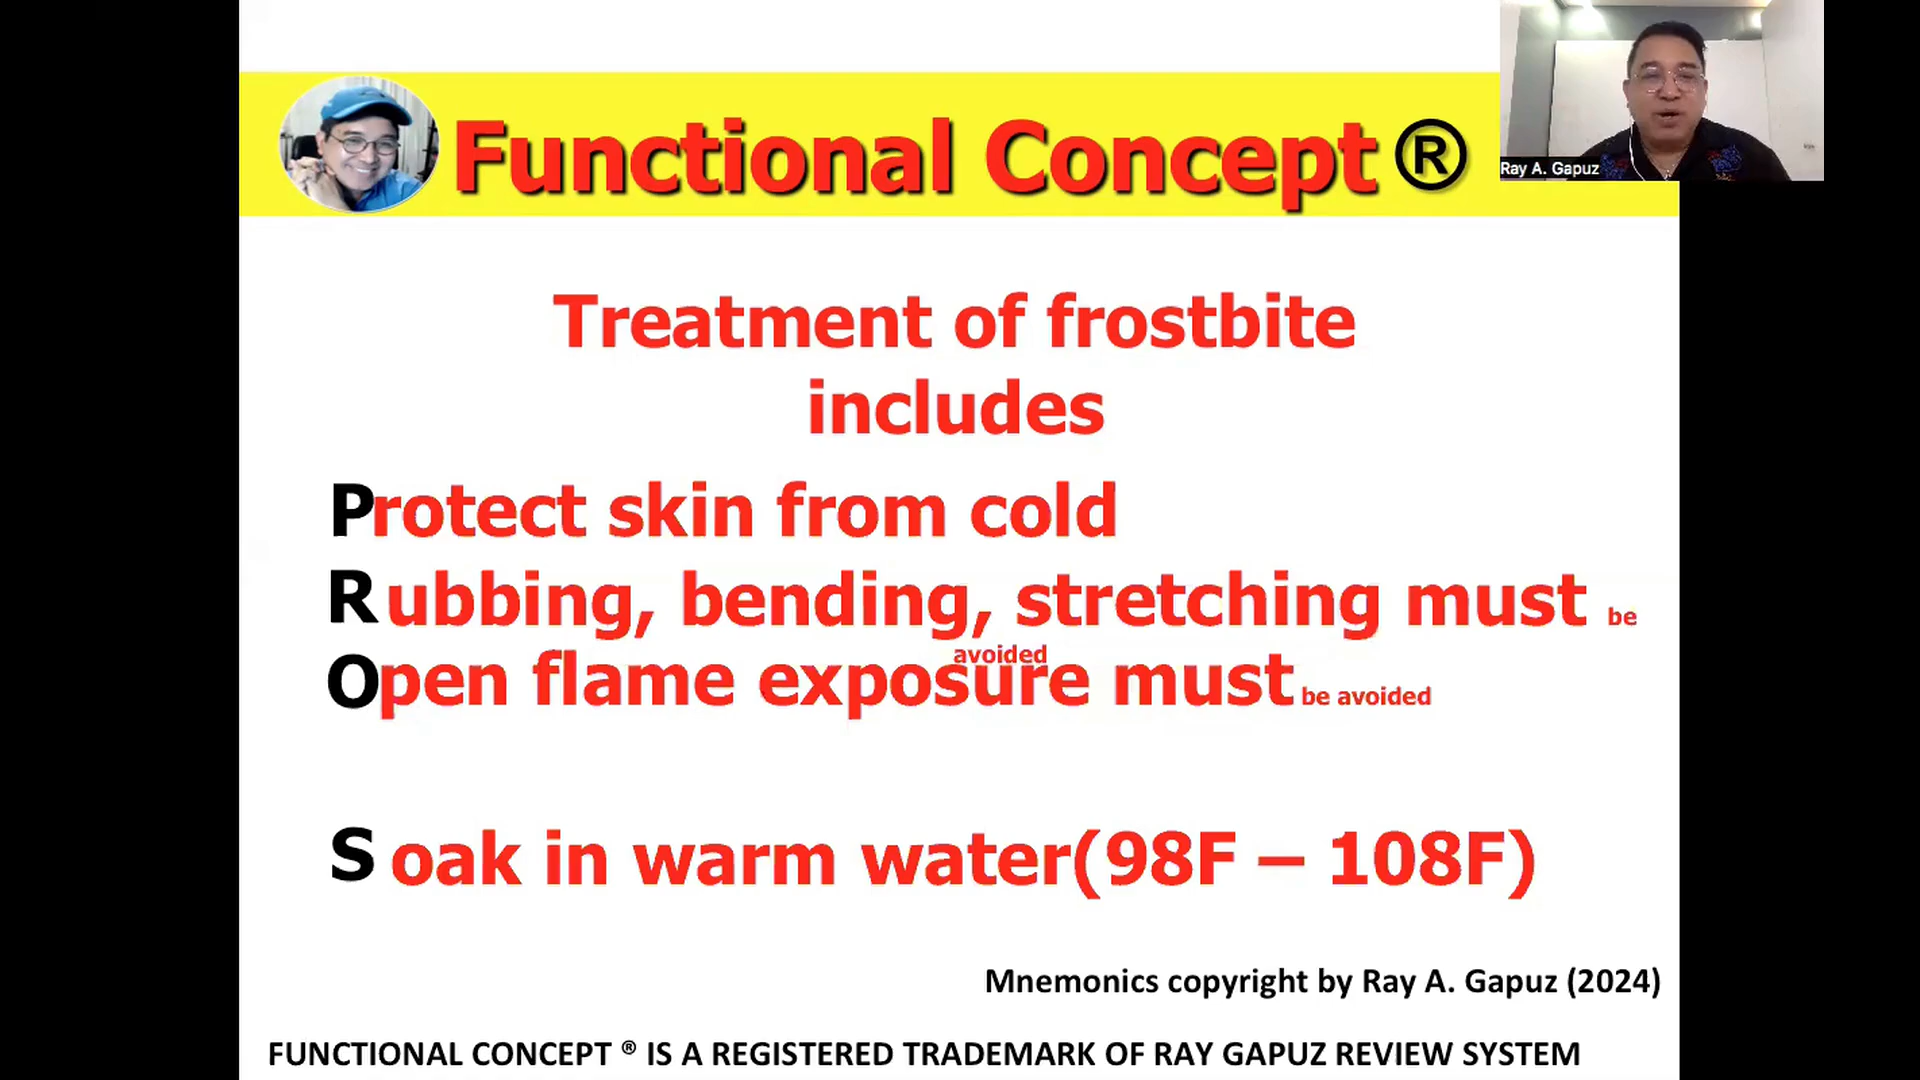 Functional Concept ®
Ray A. Gapuz
Treatment of frostbite
includes
Protect skin from cold
Rubbing, bending, stretching must be
avoided
Open flame exposure must be avoided
Soak in warm water(98F – 108F)
Mnemonics copyright by Ray A. Gapuz (2024)
FUNCTIONAL CONCEPT ® IS A REGISTERED TRADEMARK OF RAY GAPUZ REVIEW SYSTEM